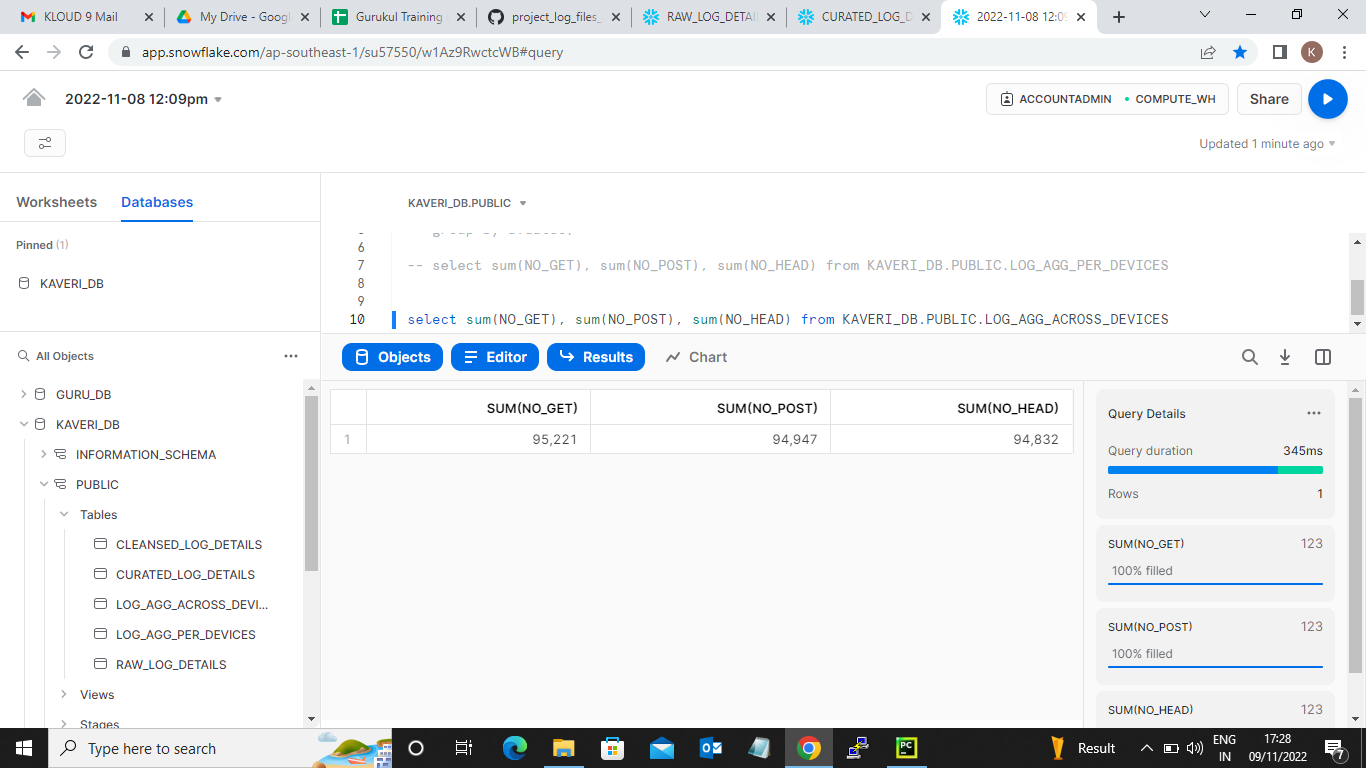 KLOUD 9 Mail
My Drive - Googl
Gurukul Training
project_log_files_
RAW_LOG_DETAI
CURATED_LOG_D
2022-11-08 12:09
app.snowflake.com/ap-southeast-1/su57550/w1Az9RwctcWB#query
K
2022-11-08 12:09pm
ACCOUNTADMIN
COMPUTE_WH
Share
Updated 1 minute ago
Worksheets
Databases
Pinned (1)
KAVERI_DB
KAVERI_DB.PUBLIC
6
7 -- select sum(NO_GET), sum(NO_POST), sum(NO_HEAD) from KAVERI_DB.PUBLIC.LOG_AGG_PER_DEVICES
8
9
10 select sum(NO_GET), sum(NO_POST), sum(NO_HEAD) from KAVERI_DB.PUBLIC.LOG_AGG_ACROSS_DEVICES
All Objects
GURU_DB
KAVERI_DB
INFORMATION_SCHEMA
PUBLIC
Tables
CLEANSED_LOG_DETAILS
CURATED_LOG_DETAILS
LOG_AGG_ACROSS_DEVI...
LOG_AGG_PER_DEVICES
RAW_LOG_DETAILS
Views
Stages
Objects
Editor
Results
Chart
SUM(NO_GET) SUM(NO_POST) SUM(NO_HEAD)
1 95,221 94,947 94,832
Query Details
Query duration 345ms
Rows 1
SUM(NO_GET) 123
100% filled
SUM(NO_POST) 123
100% filled
SUM(NO_HEAD) 123
Type here to search
PC
Result
ENG
IN
17:28
09/11/2022
7